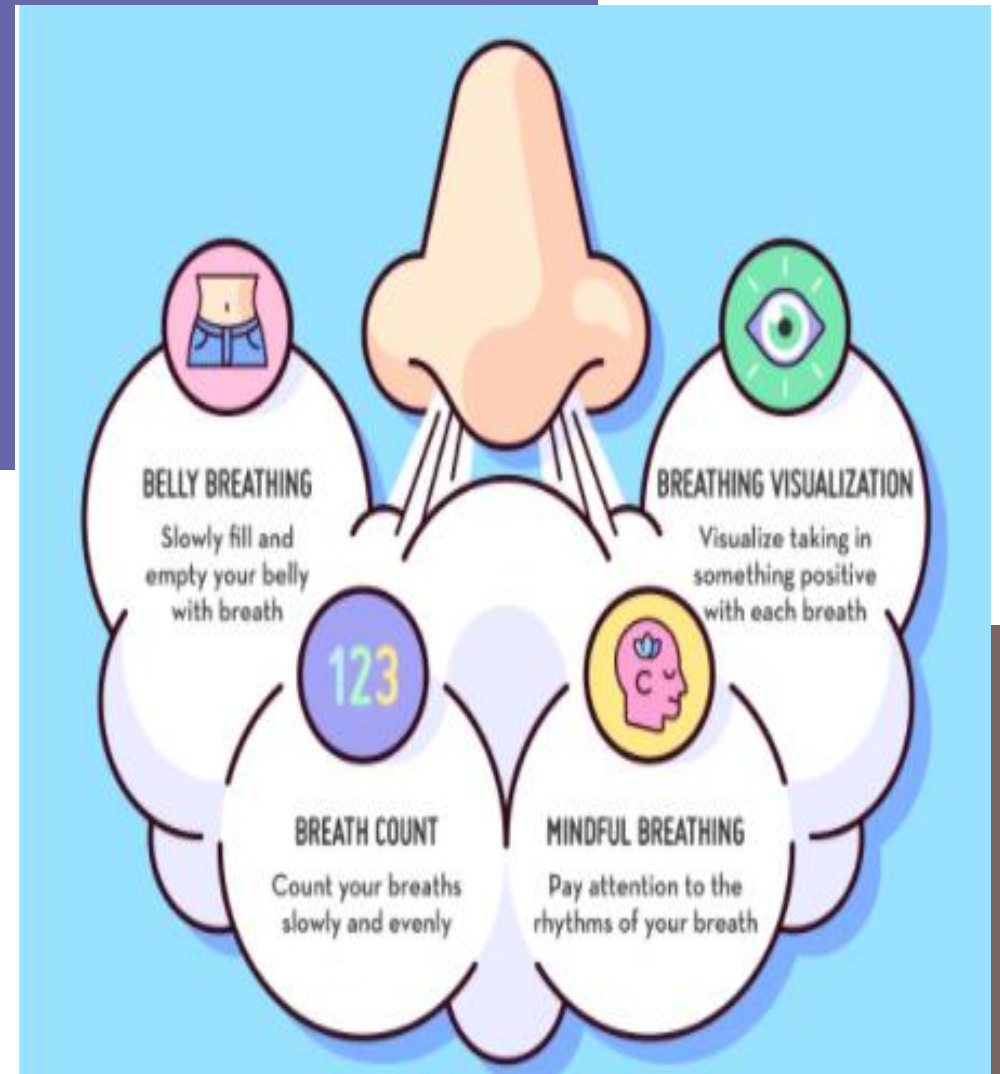 BELLY BREATHING
Slowly fill and
empty your belly
with breath
BREATHING VISUALIZATION
Visualize taking in
something positive
with each breath
123
BREATH COUNT
Count your breaths
slowly and evenly
MINDFUL BREATHING
Pay attention to the
rhythms of your breath